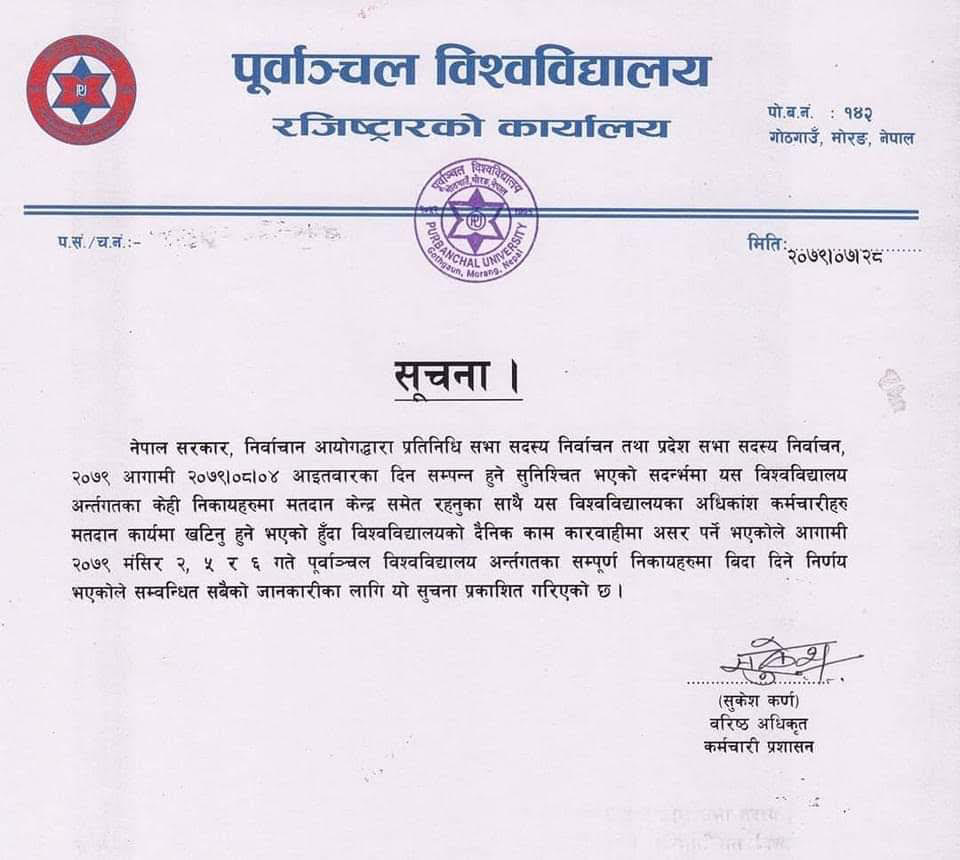 पूर्वाञ्चल विश्वविद्यालय
रजिष्ट्रारको कार्यालय
पो.ब.नं. : १४२
गोठगाउँ, मोरङ, नेपाल
पूर्वाञ्चल विश्वविद्यालय
गोठगाउँ, मोरङ, नेपाल
PURBANCHAL UNIVERSITY
Gothgaun, Morang, Nepal
प.सं./च.नं.:-
मिति: २०७९।०७।२८
सूचना ।
नेपाल सरकार, निर्वाचान आयोगद्धारा प्रतिनिधि सभा सदस्य निर्वाचन तथा प्रदेश सभा सदस्य निर्वाचन,
२०७९ आगामी २०७९।०८।०४ आइतवारका दिन सम्पन्न हुने सुनिश्चित भएको सदर्न्भमा यस विश्वविद्यालय
अर्न्तगतका केही निकायहरुमा मतदान केन्द्र समेत रहनुका साथै यस विश्वविद्यालयका अधिकांश कर्मचारीहरु
मतदान कार्यमा खटिनु हुने भएको हुँदा विश्वविद्यालयको दैनिक काम कारवाहीमा असर पर्ने भएकोले आगामी
२०७९ मंसिर २, ५ र ६ गते पूर्वाञ्चल विश्वविद्यालय अर्न्तगतका सम्पूर्ण निकायहरुमा बिदा दिने निर्णय
भएकोले सम्वन्धित सबैको जानकारीका लागि यो सुचना प्रकाशित गरिएको छ ।
सुकेश
(सुकेश कर्ण)
वरिष्ठ अधिकृत
कर्मचारी प्रशासन